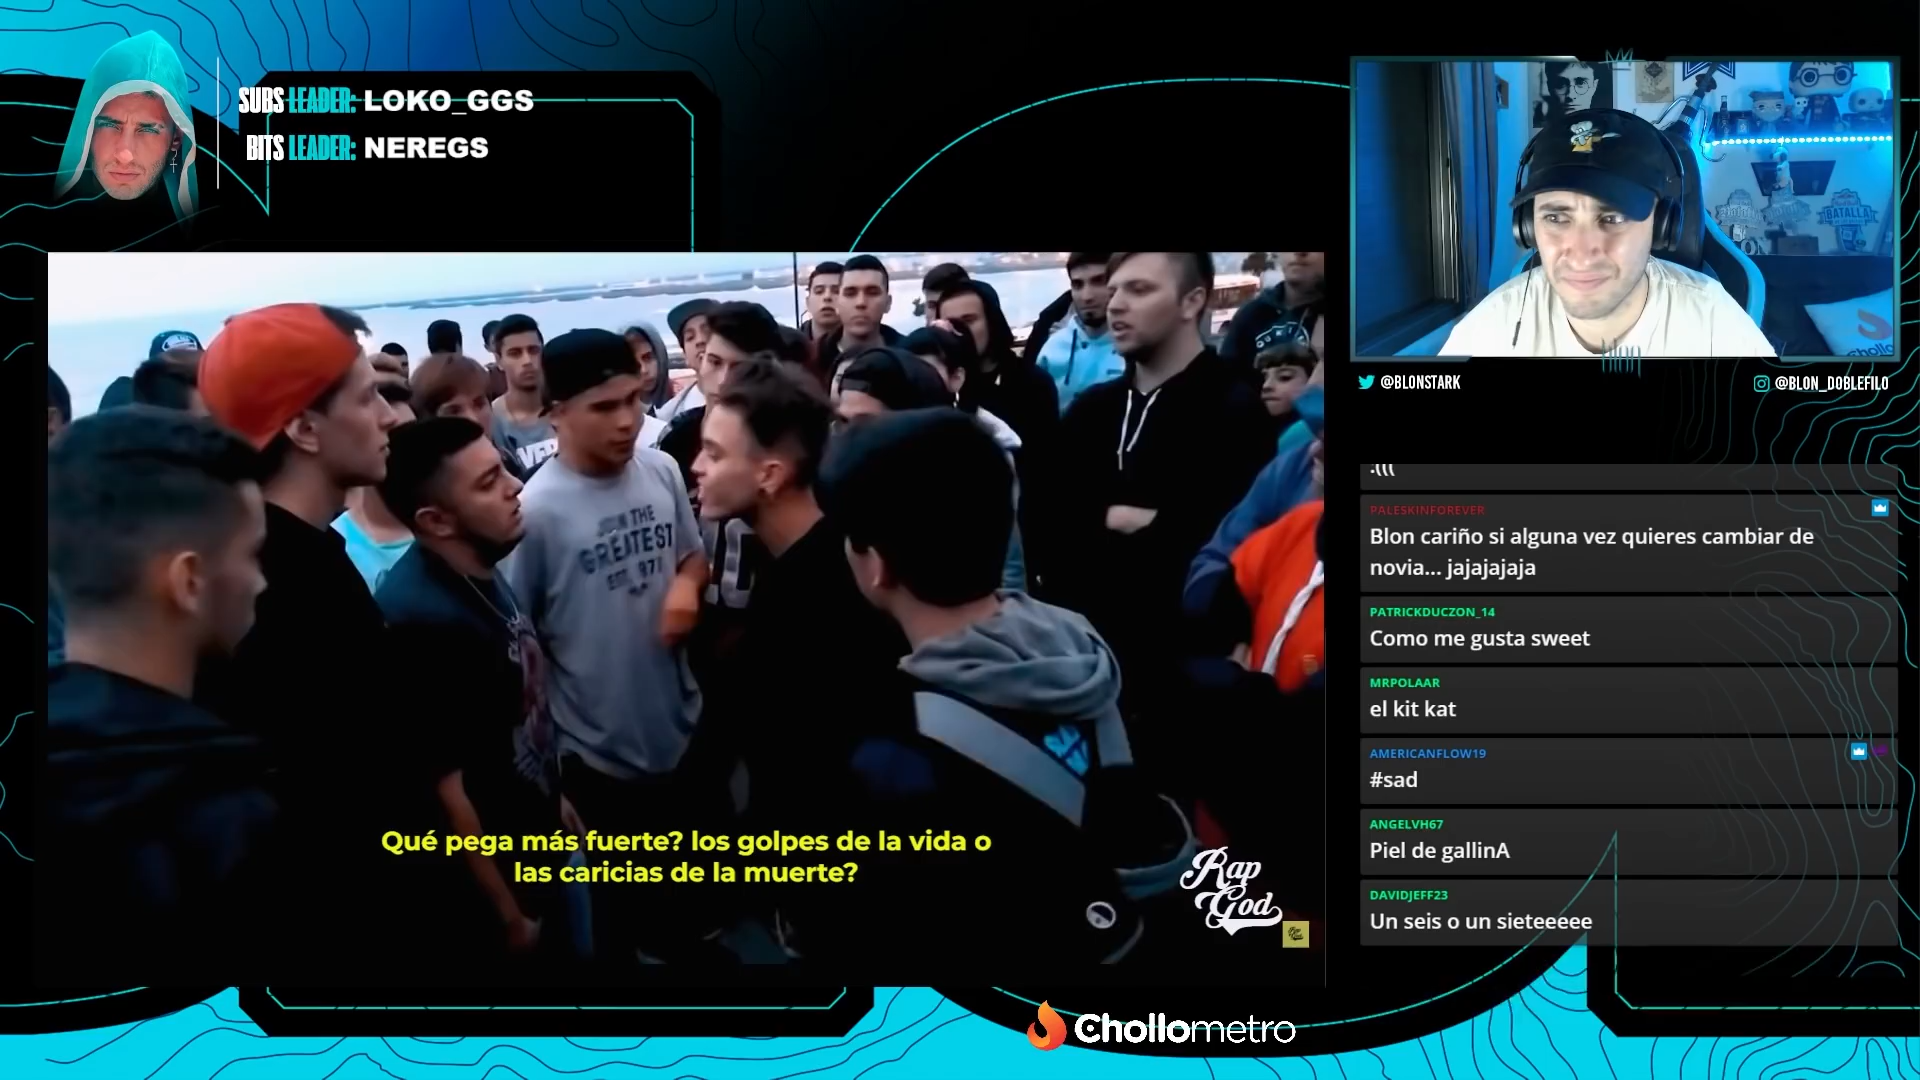 SUBS LEADER: LOKO_GGS
BITS LEADER: NEREGS
BATALLA
@BLONSTARK
@BLON_DOBLEFILO
:(((
PALESKINFOREVER
Blon cariño si alguna vez quieres cambiar de
novia... jajajajaja
PATRICKDUCZON_14
Como me gusta sweet
MRPOLAAR
el kit kat
AMERICANFLOW19
#sad
ANGELVH67
Piel de gallinA
DAVIDJEFF23
Un seis o un sieteeeee
JOIN THE
GREATEST
Qué pega más fuerte? los golpes de la vida o
las caricias de la muerte?
Rap
God
Chollometro